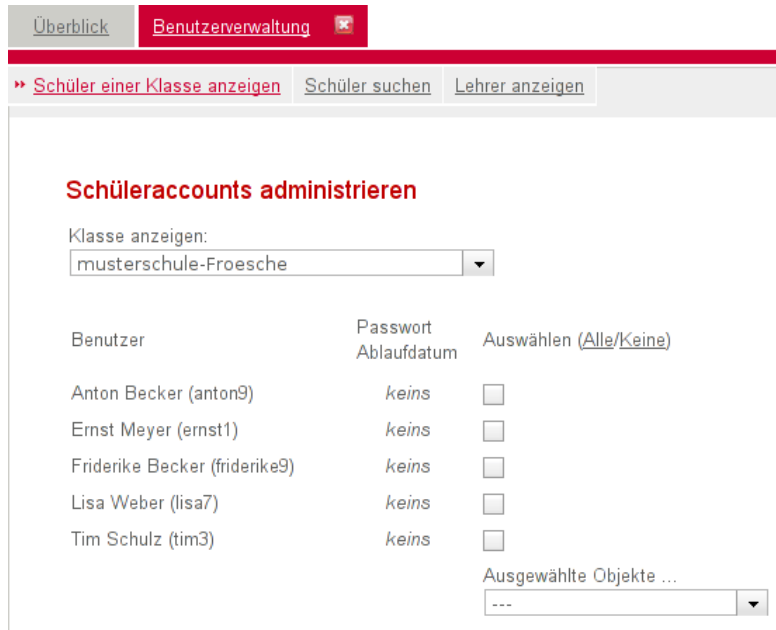 Überblick Benutzerverwaltung
Schüler einer Klasse anzeigen Schüler suchen Lehrer anzeigen
Schüleraccounts administrieren
Klasse anzeigen:
musterschule-Froesche
Benutzer Passwort Ablaufdatum Auswählen (Alle/Keine)
Anton Becker (anton9) keins
Ernst Meyer (ernst1) keins
Friderike Becker (friderike9) keins
Lisa Weber (lisa7) keins
Tim Schulz (tim3) keins
Ausgewählte Objekte ...
---